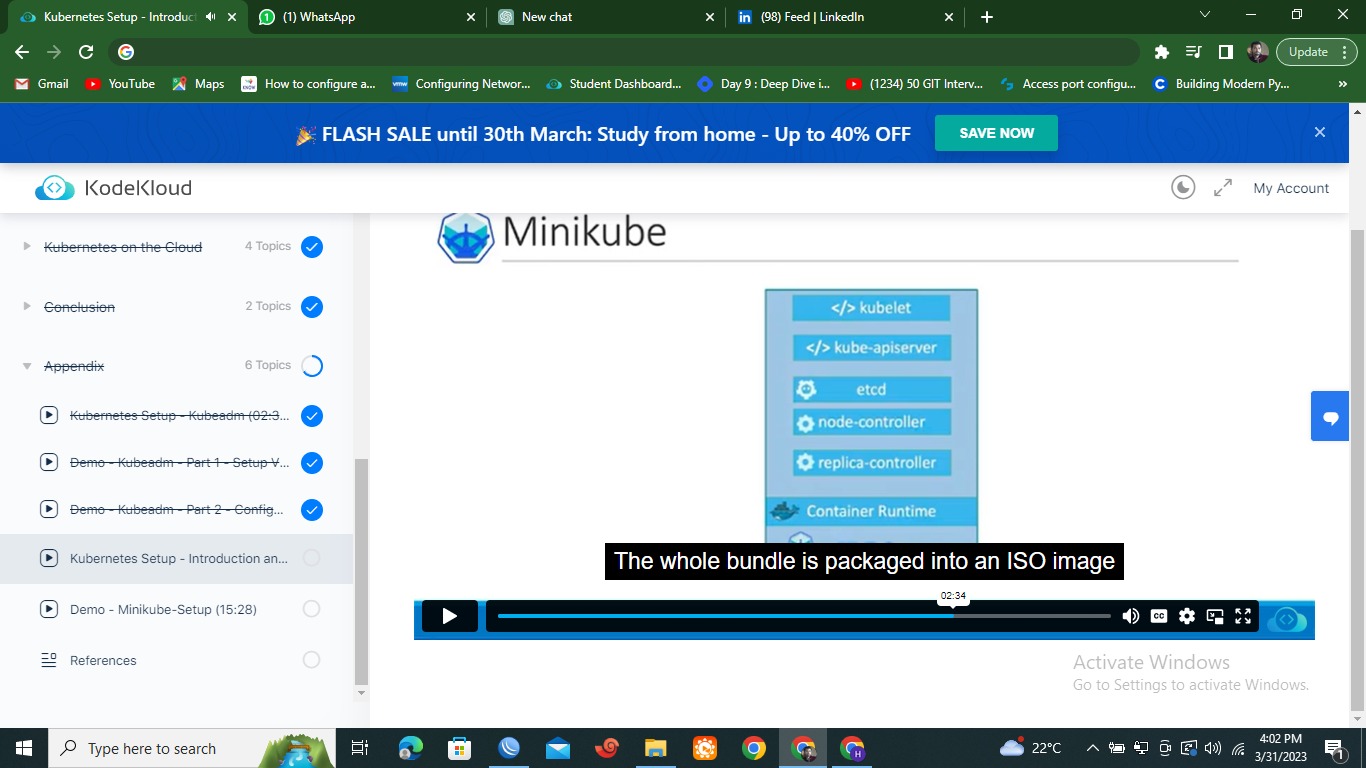 Kubernetes Setup - Introduct
(1) WhatsApp
New chat
(98) Feed | LinkedIn
Update
Gmail
YouTube
Maps
How to configure a...
Configuring Networ...
Student Dashboard...
Day 9 : Deep Dive i...
(1234) 50 GIT Interv...
Access port configu...
Building Modern Py...
FLASH SALE until 30th March: Study from home - Up to 40% OFF
SAVE NOW
KodeKloud
My Account
Kubernetes on the Cloud
4 Topics
Conclusion
2 Topics
Appendix
6 Topics
Kubernetes Setup - Kubeadm (02:3...
Demo - Kubeadm - Part 1 - Setup V...
Demo - Kubeadm - Part 2 - Config...
Kubernetes Setup - Introduction an...
Demo - Minikube-Setup (15:28)
References
Minikube
</> kubelet
</> kube-apiserver
etcd
node-controller
replica-controller
Container Runtime
The whole bundle is packaged into an ISO image
02:34
CC
Activate Windows
Go to Settings to activate Windows.
Type here to search
22°C
4:02 PM
3/31/2023
1